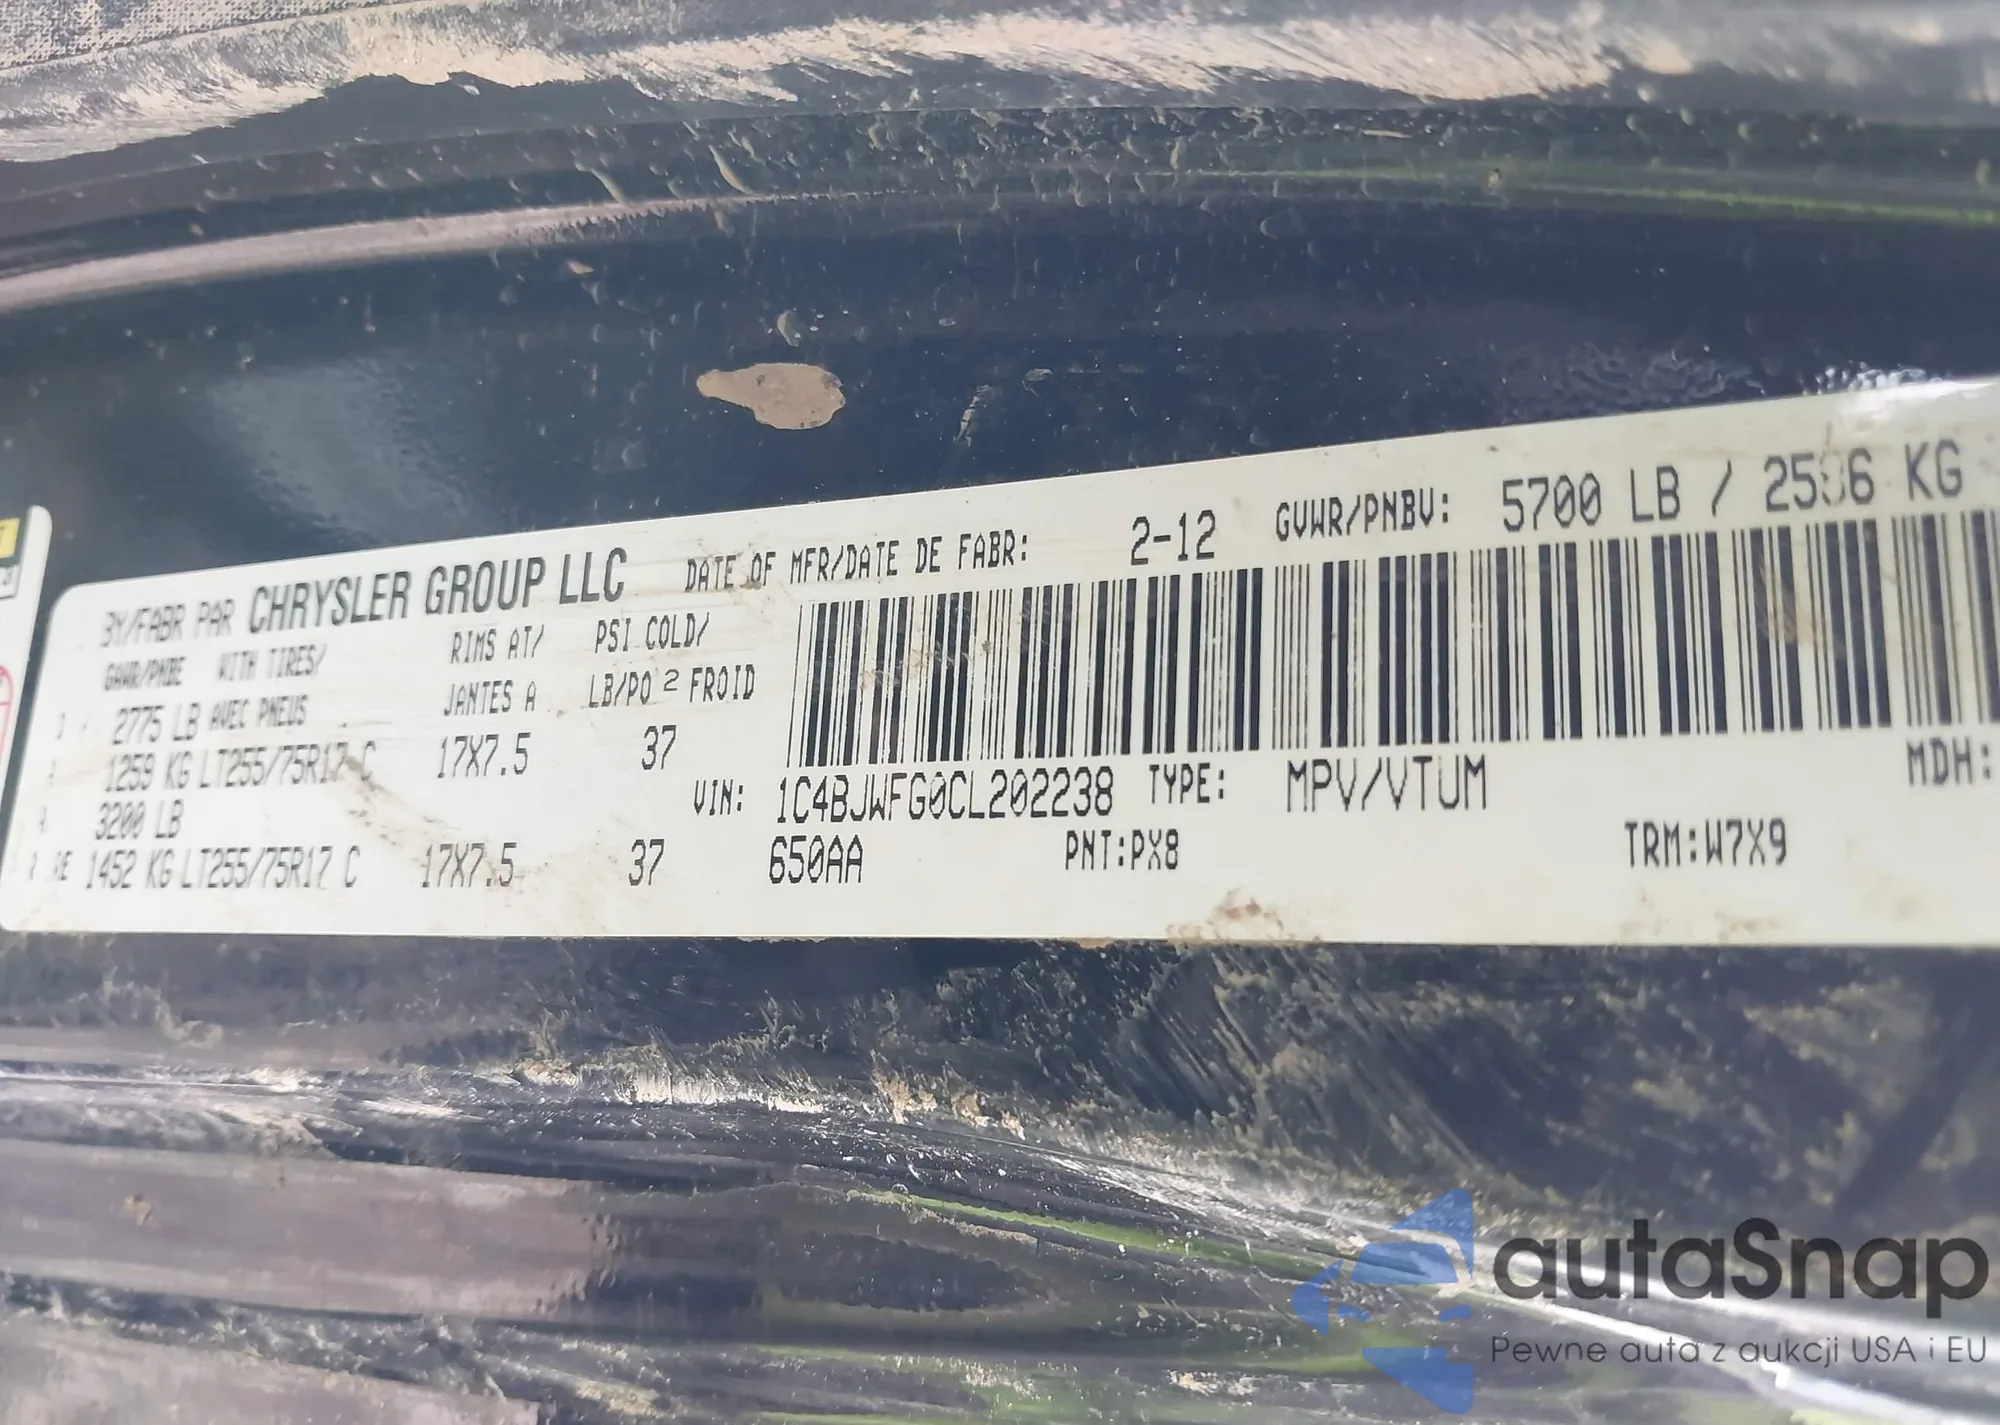 BY/FABR PAR CHRYSLER GROUP LLC DATE OF MFR/DATE DE FABR: 2-12 GVWR/PNBV: 5700 LB / 2586 KG
GAWR/PNBE WITH TIRES/ RIMS AT/ PSI COLD/
2775 LB AVEC PNEUS JANTES A LB/PO 2 FROID
1259 KG LT255/75R17 C 17X7.5 37
3200 LB
1452 KG LT255/75R17 C 17X7.5 37
VIN: 1C4BJWFG0CL202238 TYPE: MPV/VTUM MDH:
650AA PNT:PX8 TRM:W7X9
autaSnap
Pewne auta z aukcji USA i EU